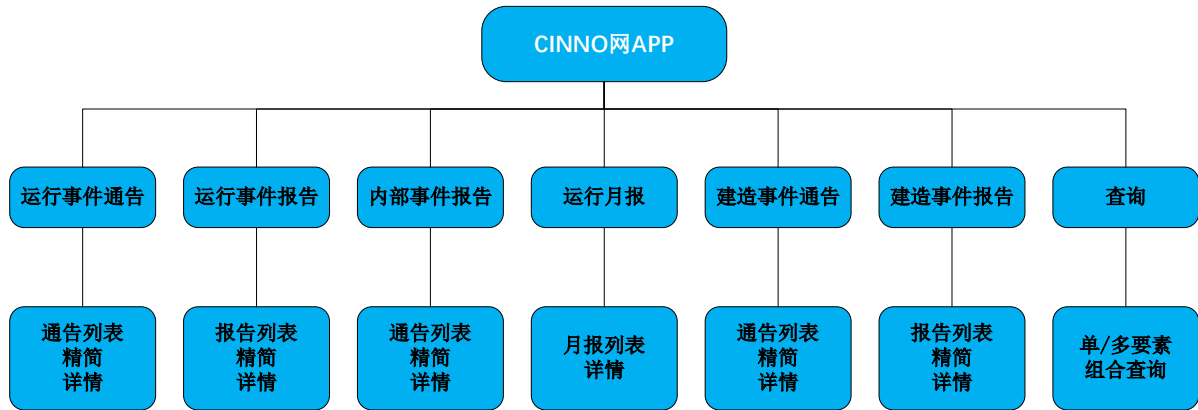 CINNO网APP
运行事件通告
运行事件报告
内部事件报告
运行月报
建造事件通告
建造事件报告
查询
通告列表
精简
详情
报告列表
精简
详情
通告列表
精简
详情
月报列表
详情
通告列表
精简
详情
报告列表
精简
详情
单/多要素
组合查询